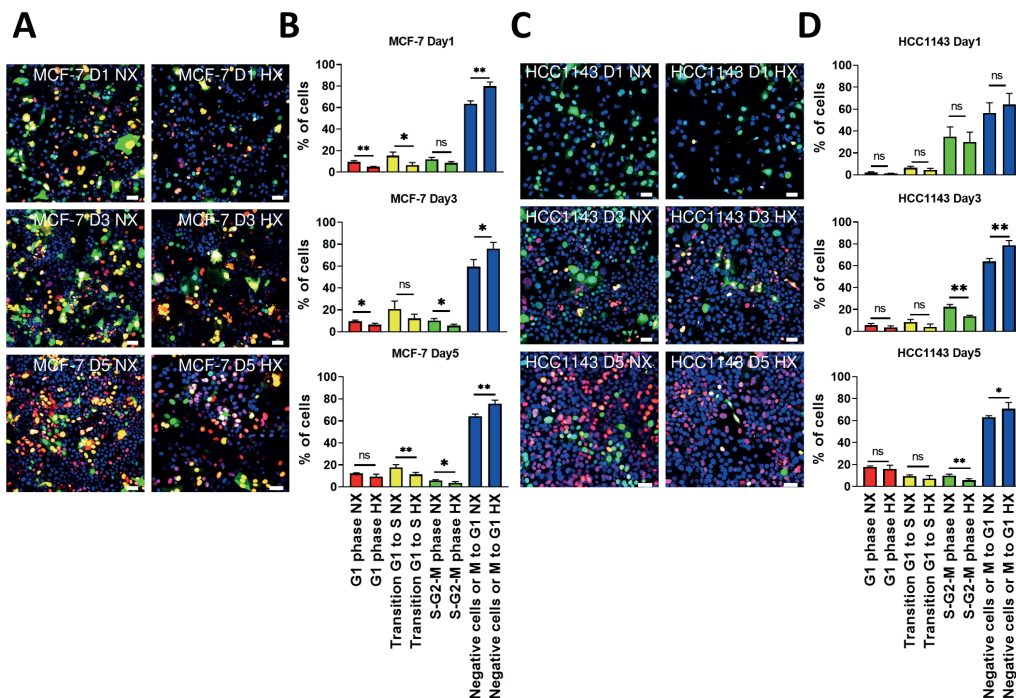 A
MCF-7 D1 NX
MCF-7 D1 HX
MCF-7 D3 NX
MCF-7 D3 HX
MCF-7 D5 NX
MCF-7 D5 HX
B
MCF-7 Day1
% of cells
100
80
60
40
20
0
**
*
ns
**
MCF-7 Day3
% of cells
100
80
60
40
20
0
*
ns
*
*
MCF-7 Day5
% of cells
100
80
60
40
20
0
ns
**
*
**
G1 phase NX
G1 phase HX
Transition G1 to S NX
Transition G1 to S HX
S-G2-M phase NX
S-G2-M phase HX
Negative cells or M to G1 NX
Negative cells or M to G1 HX
C
HCC1143 D1 NX
HCC1143 D1 HX
HCC1143 D3 NX
HCC1143 D3 HX
HCC1143 D5 NX
HCC1143 D5 HX
D
HCC1143 Day1
% of cells
100
80
60
40
20
0
ns
ns
ns
ns
HCC1143 Day3
% of cells
100
80
60
40
20
0
ns
ns
**
**
HCC1143 Day5
% of cells
100
80
60
40
20
0
ns
ns
**
*
G1 phase NX
G1 phase HX
Transition G1 to S NX
Transition G1 to S HX
S-G2-M phase NX
S-G2-M phase HX
Negative cells or M to G1 NX
Negative cells or M to G1 HX